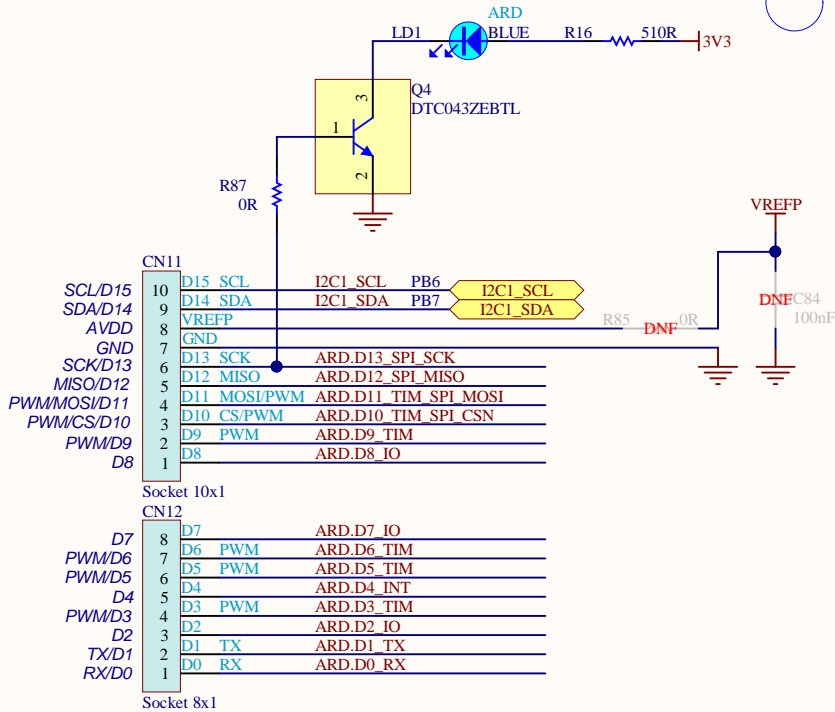 ARD
LD1 BLUE R16 510R 3V3
Q4
DTC043ZEBTL
3
1
2
R87
0R
VREFP
CN11
SCL/D15 10 D15 SCL I2C1_SCL PB6 I2C1_SCL
SDA/D14 9 D14 SDA I2C1_SDA PB7 I2C1_SDA
AVDD 8 VREFP R85 DNF 0R
DNF C84
100nF
GND 7 GND
SCK/D13 6 D13 SCK ARD.D13_SPI_SCK
MISO/D12 5 D12 MISO ARD.D12_SPI_MISO
PWM/MOSI/D11 4 D11 MOSI/PWM ARD.D11_TIM_SPI_MOSI
PWM/CS/D10 3 D10 CS/PWM ARD.D10_TIM_SPI_CSN
PWM/D9 2 D9 PWM ARD.D9_TIM
D8 1 D8 ARD.D8_IO
Socket 10x1
CN12
D7 8 D7 ARD.D7_IO
PWM/D6 7 D6 PWM ARD.D6_TIM
PWM/D5 6 D5 PWM ARD.D5_TIM
D4 5 D4 ARD.D4_INT
PWM/D3 4 D3 PWM ARD.D3_TIM
D2 3 D2 ARD.D2_IO
TX/D1 2 D1 TX ARD.D1_TX
RX/D0 1 D0 RX ARD.D0_RX
Socket 8x1